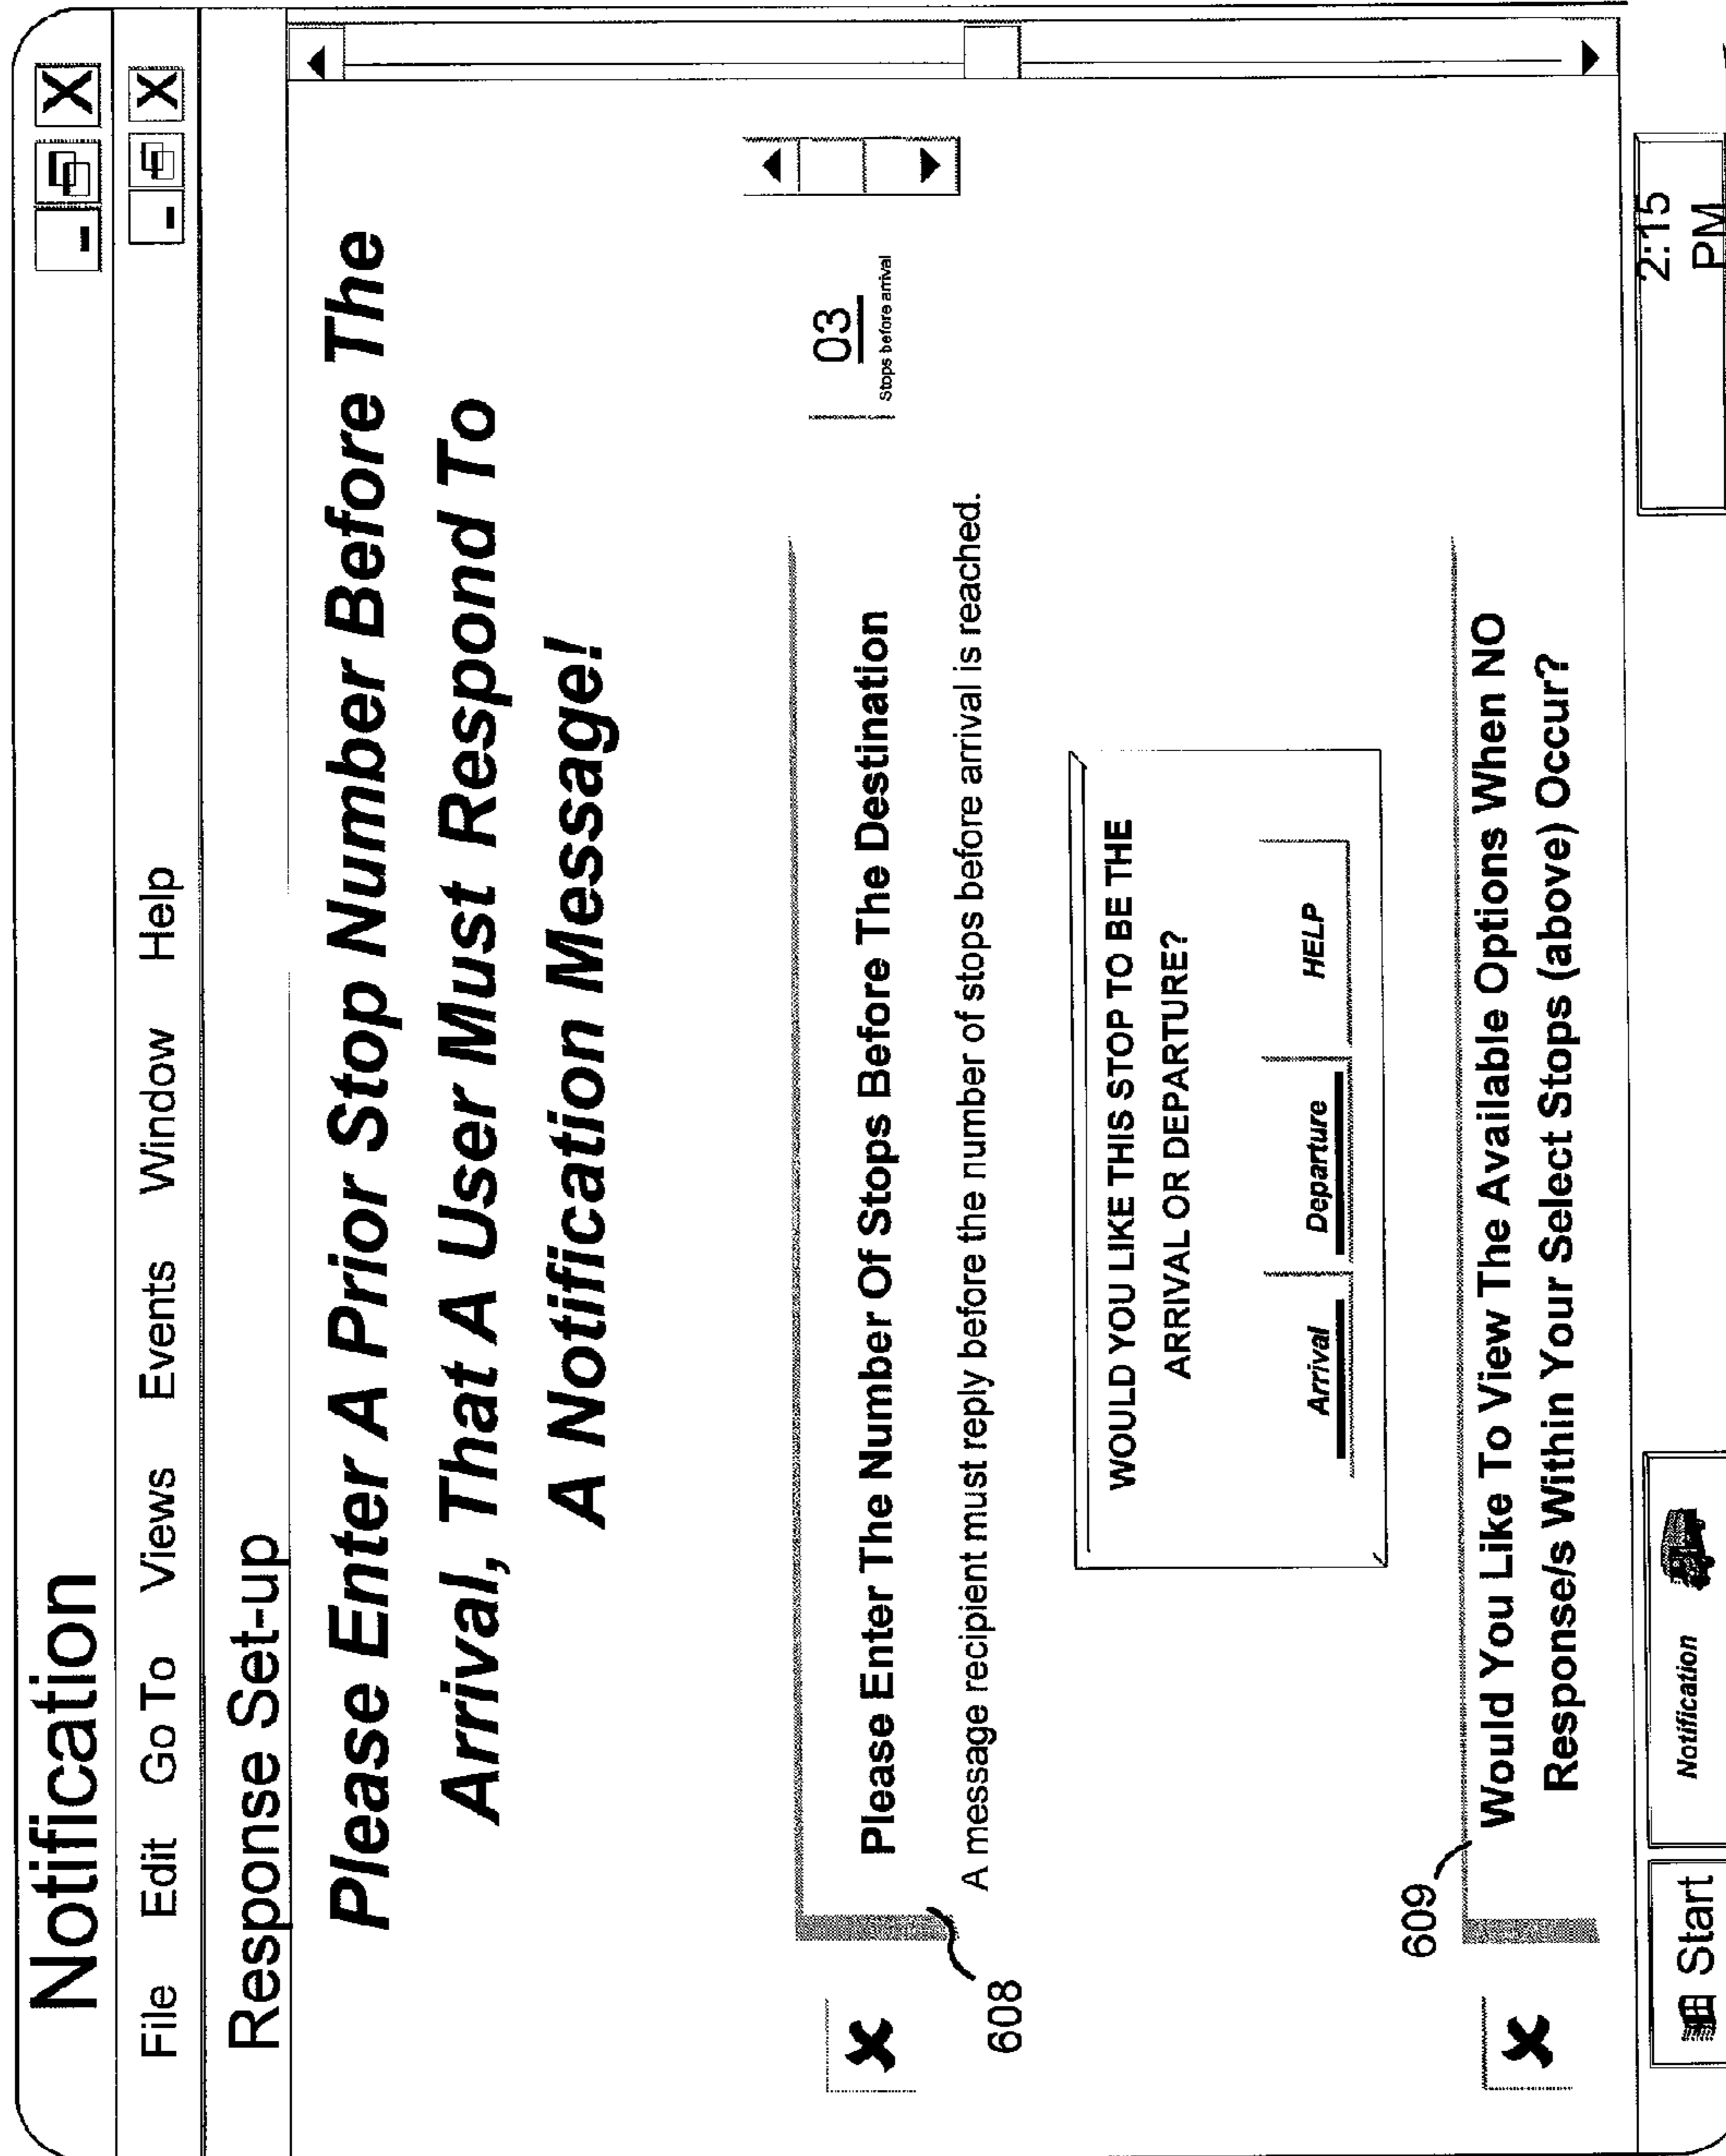 Notification
File Edit Go To Views Events Window Help
Response Set-up
Please Enter A Prior Stop Number Before The
Arrival, That A User Must Respond To
A Notification Message!
Please Enter The Number Of Stops Before The Destination
03
Stops before arrival
A message recipient must reply before the number of stops before arrival is reached.
608
WOULD YOU LIKE THIS STOP TO BE THE
ARRIVAL OR DEPARTURE?
Arrival Departure HELP
609
Would You Like To View The Available Options When NO
Response/s Within Your Select Stops (above) Occur?
Start Notification 2:15
PM